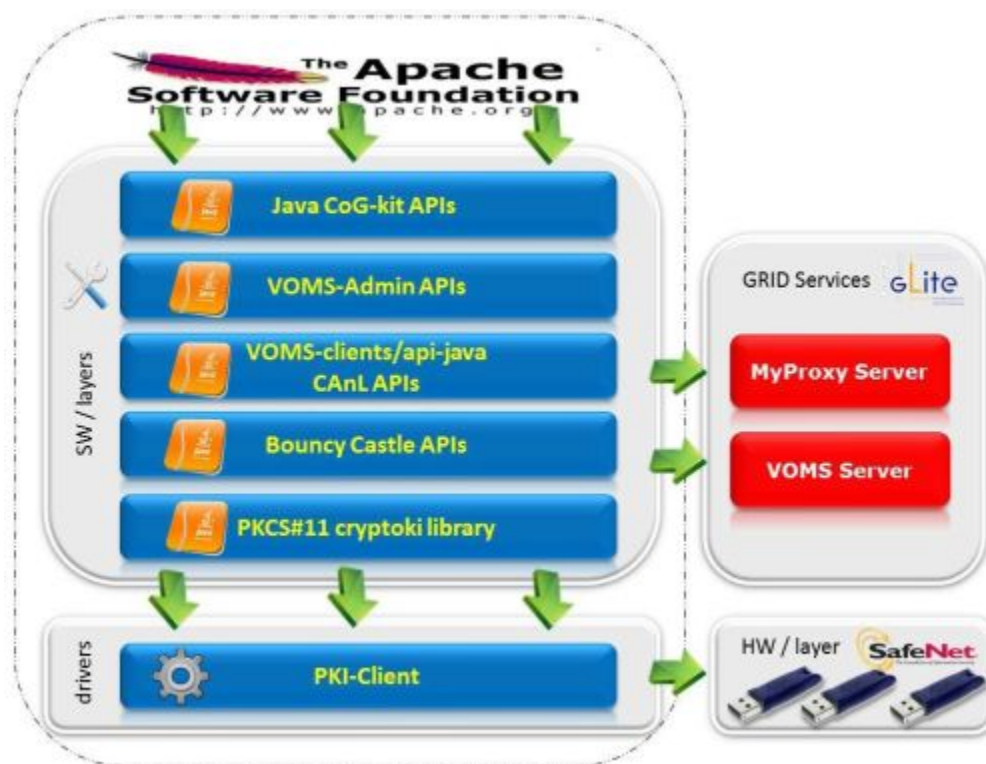 The Apache
Software Foundation
Java CoG-kit APIs
VOMS-Admin APIs
VOMS-clients/api-java
CAnL APIs
Bouncy Castle APIs
PKCS#11 cryptoki library
SW / layers
GRID Services
gLite
MyProxy Server
VOMS Server
drivers
PKI-Client
HW / layer
SafeNet